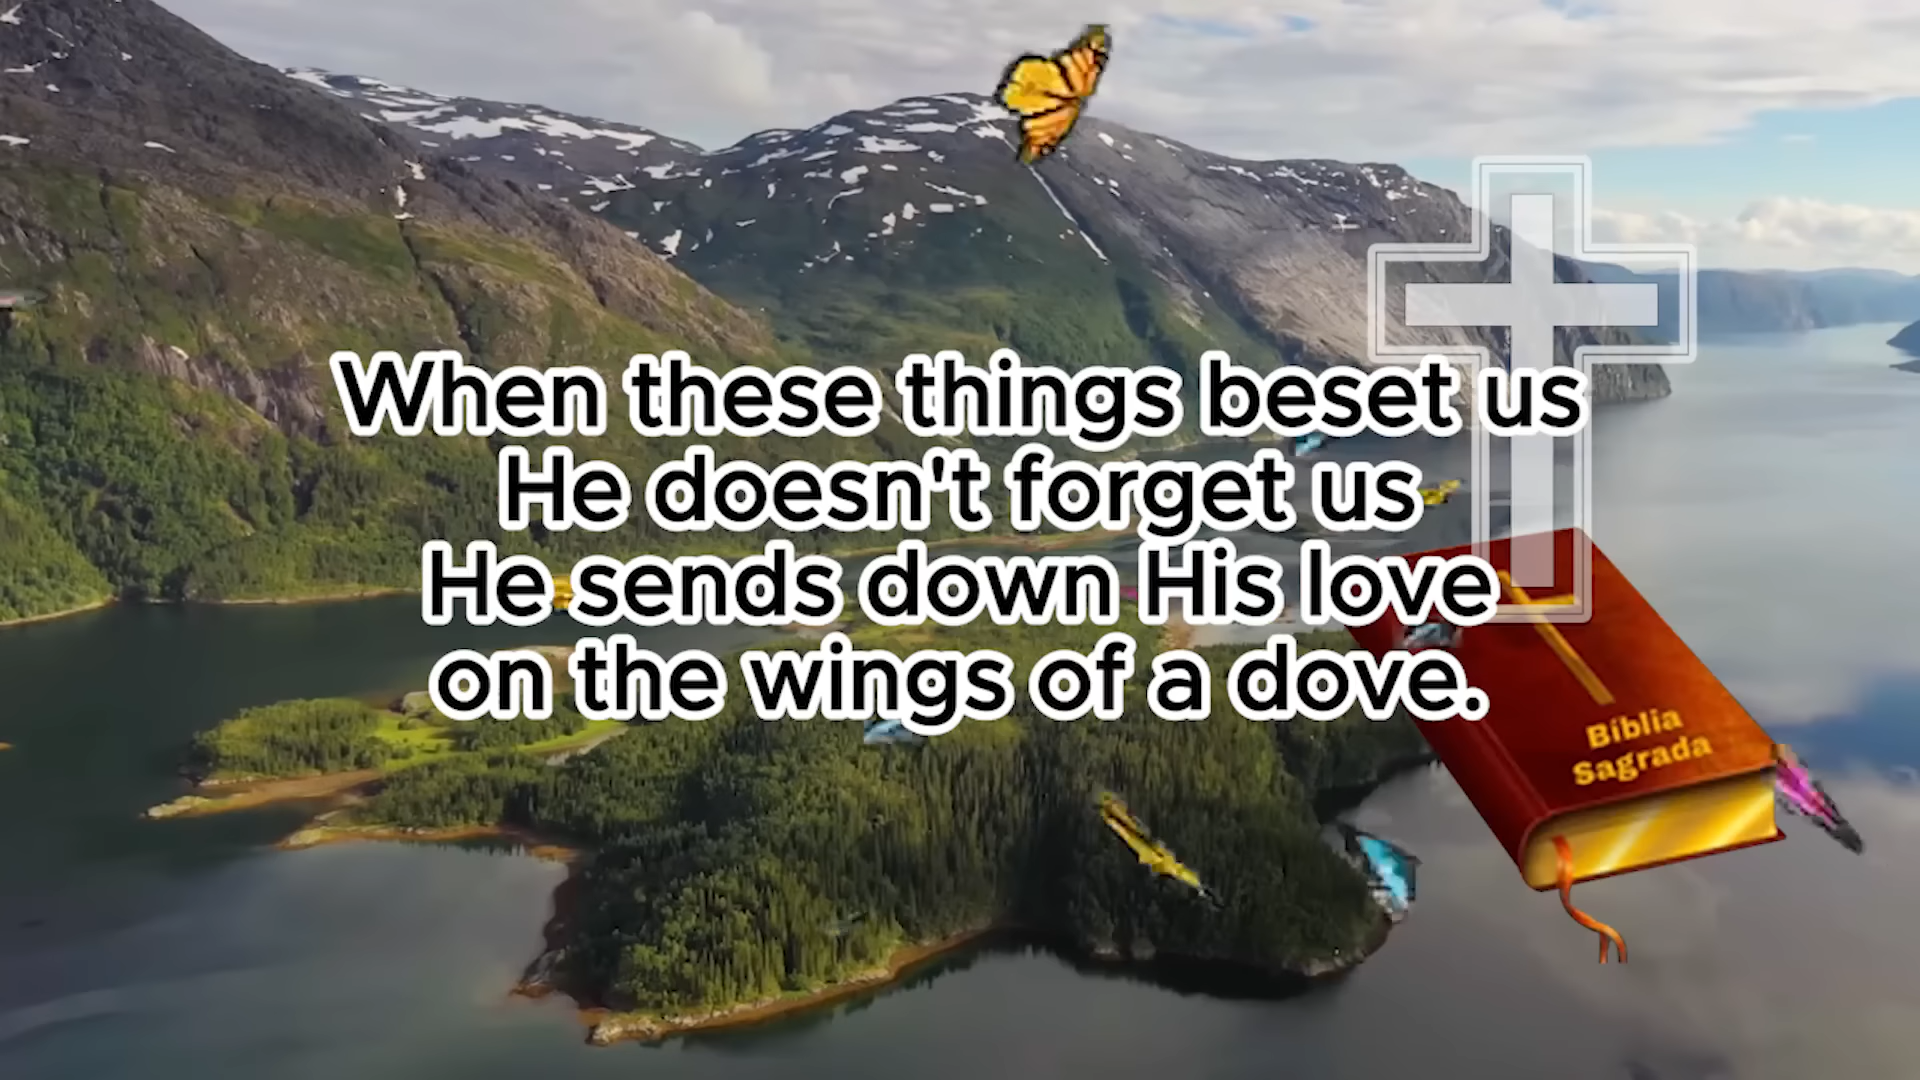 When these things beset us
He doesn't forget us
He sends down His love
on the wings of a dove.
Bíblia
Sagrada